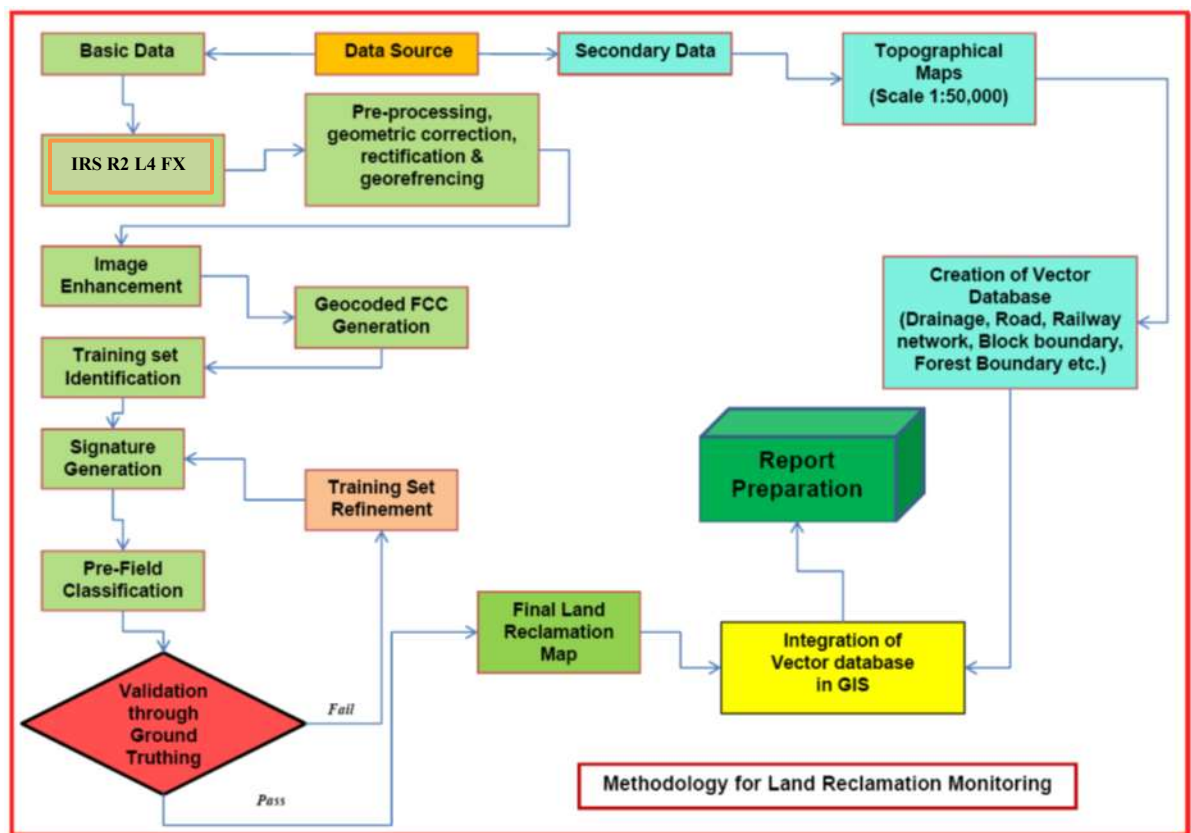 Basic Data
Data Source
Secondary Data
Topographical
Maps
(Scale 1:50,000)
IRS R2 L4 FX
Pre-processing,
geometric correction,
rectification &
georefrencing
Image
Enhancement
Geocoded FCC
Generation
Creation of Vector
Database
(Drainage, Road, Railway
network, Block boundary,
Forest Boundary etc.)
Training set
Identification
Signature
Generation
Training Set
Refinement
Report
Preparation
Pre-Field
Classification
Final Land
Reclamation
Map
Integration of
Vector database
in GIS
Validation
through
Ground
Truthing
Fail
Pass
Methodology for Land Reclamation Monitoring